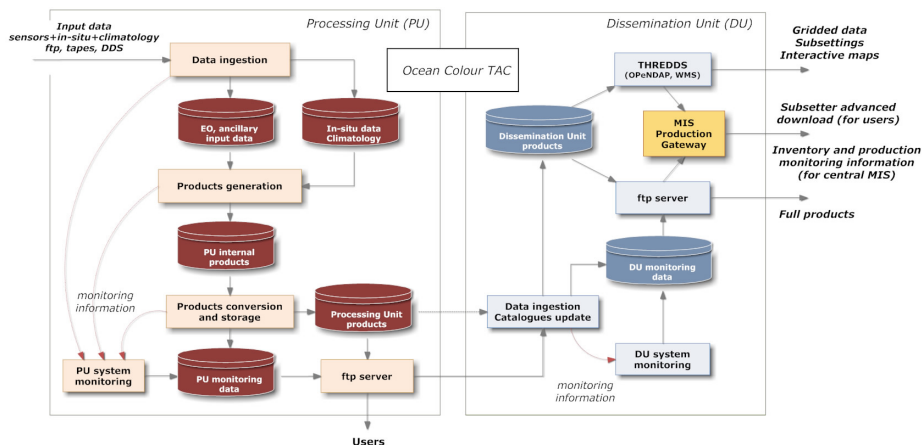 Processing Unit (PU)
Dissemination Unit (DU)
Input data
sensors+in-situ+climatology
ftp, tapes, DDS
Data ingestion
Ocean Colour TAC
EO, ancillary
input data
In-situ data
Climatology
Products generation
PU internal
products
monitoring
information
Products conversion
and storage
Processing Unit
products
PU system
monitoring
PU monitoring
data
ftp server
Users
THREDDS
(OPeNDAP, WMS)
Gridded data
Subsettings
Interactive maps
Dissemination Unit
products
MIS
Production
Gateway
Subsetter advanced
download (for users)
Inventory and production
monitoring information
(for central MIS)
ftp server
Full products
DU monitoring
data
Data ingestion
Catalogues update
DU system
monitoring
monitoring
information